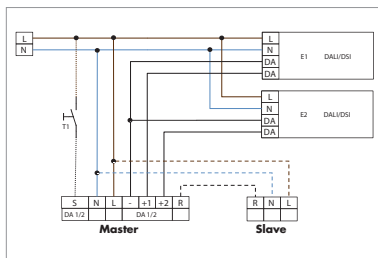 L
N
L
N
DA
DA
E1 DALI/DSI
L
N
DA
DA
E2 DALI/DSI
T1
S N L - +1 +2 R
DA 1/2 DA 1/2
Master
R N L
Slave